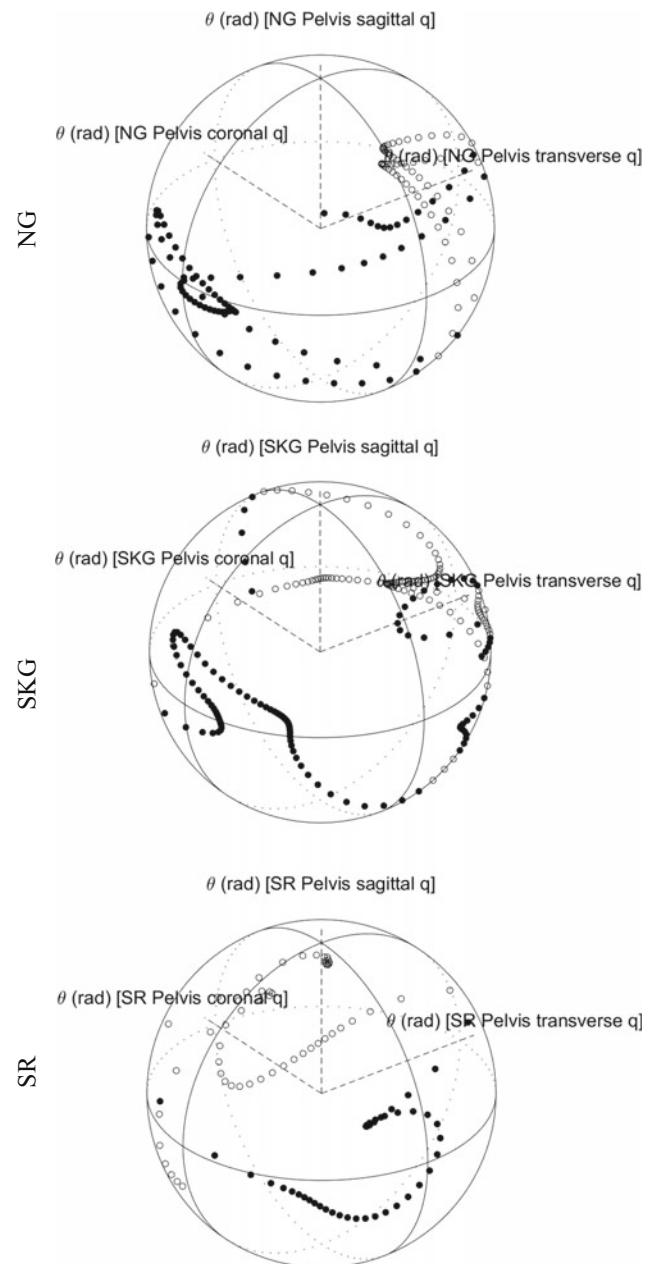 θ (rad) [NG Pelvis sagittal q]
θ (rad) [NG Pelvis coronal q]
θ (rad) [NG Pelvis transverse q]
NG
θ (rad) [SKG Pelvis sagittal q]
θ (rad) [SKG Pelvis coronal q]
θ (rad) [SKG Pelvis transverse q]
SKG
θ (rad) [SR Pelvis sagittal q]
θ (rad) [SR Pelvis coronal q]
θ (rad) [SR Pelvis transverse q]
SR